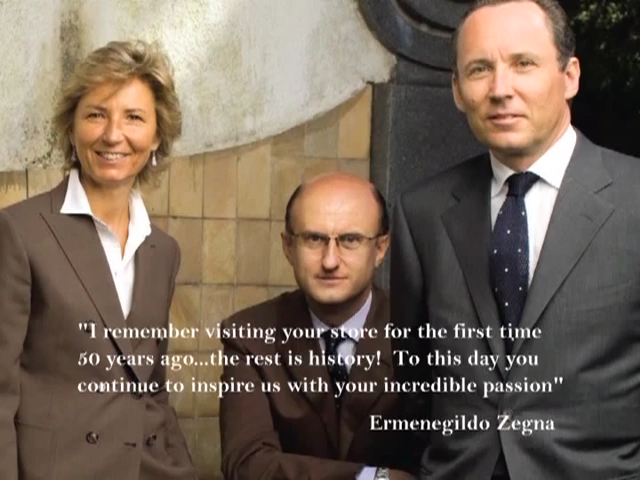 "I remember visiting your store for the first time
50 years ago...the rest is history!  To this day you
continue to inspire us with your incredible passion"
Ermenegildo Zegna